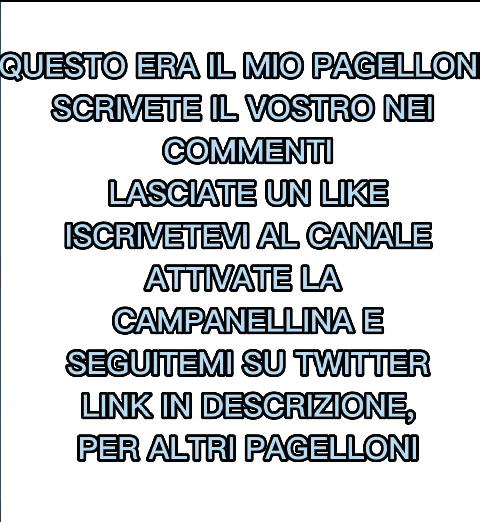 QUESTO ERA IL MIO PAGELLONE
SCRIVETE IL VOSTRO NEI
COMMENTI
LASCIATE UN LIKE
ISCRIVETEVI AL CANALE
ATTIVATE LA
CAMPANELLINA E
SEGUITEMI SU TWITTER
LINK IN DESCRIZIONE,
PER ALTRI PAGELLONI